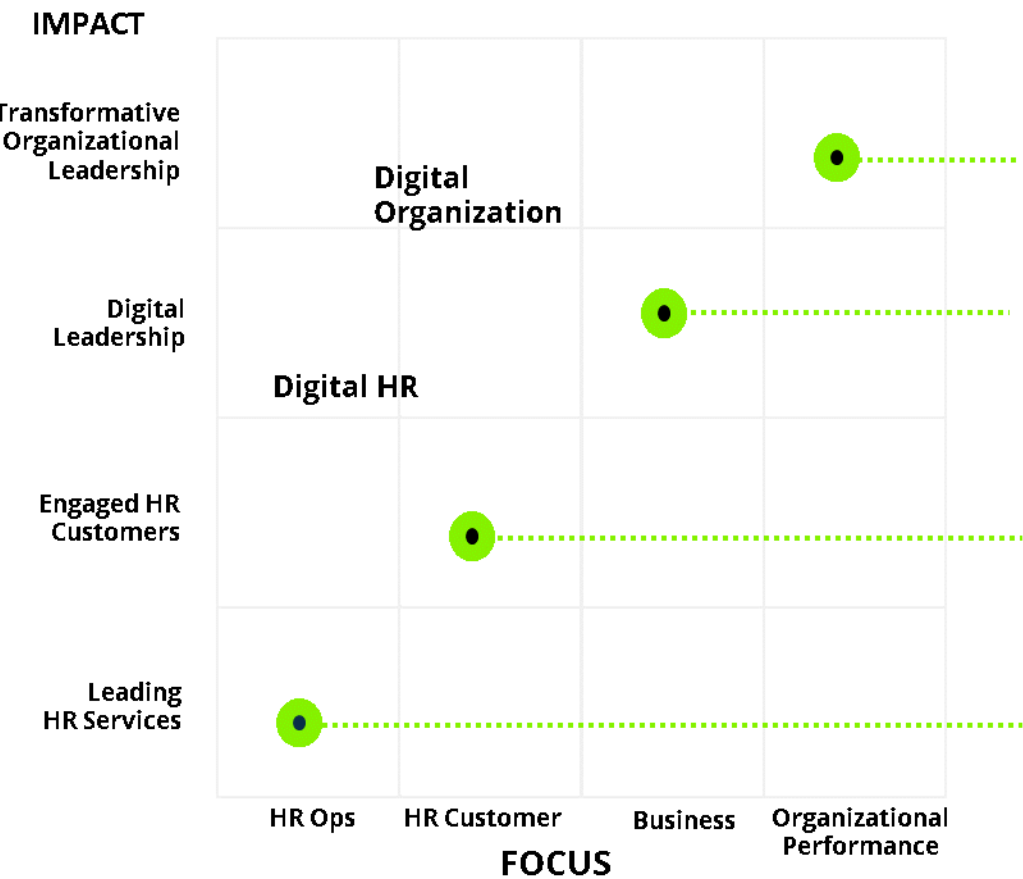 IMPACT
Transformative
Organizational
Leadership
Digital
Organization
Digital
Leadership
Digital HR
Engaged HR
Customers
Leading
HR Services
HR Ops
HR Customer
Business
Organizational
Performance
FOCUS